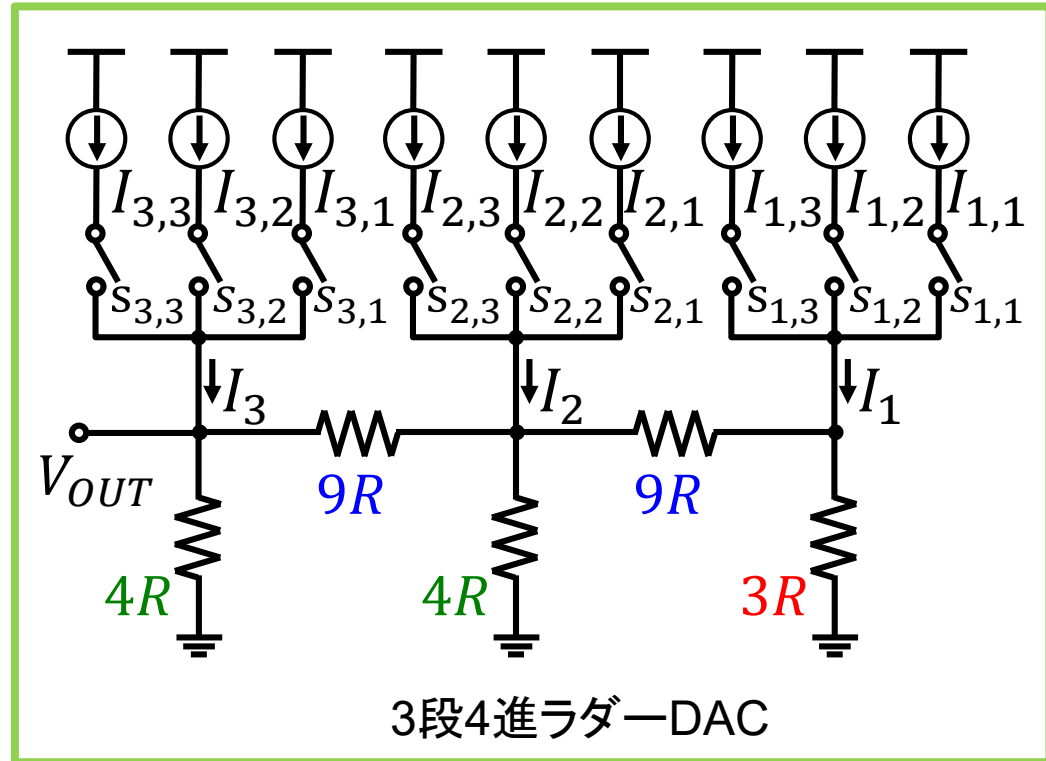 I3,3 I3,2 I3,1 I2,3 I2,2 I2,1 I1,3 I1,2 I1,1
s3,3 s3,2 s3,1 s2,3 s2,2 s2,1 s1,3 s1,2 s1,1
I3 I2 I1
VOUT
9R 9R
4R 4R 3R
3段4進ラダーDAC